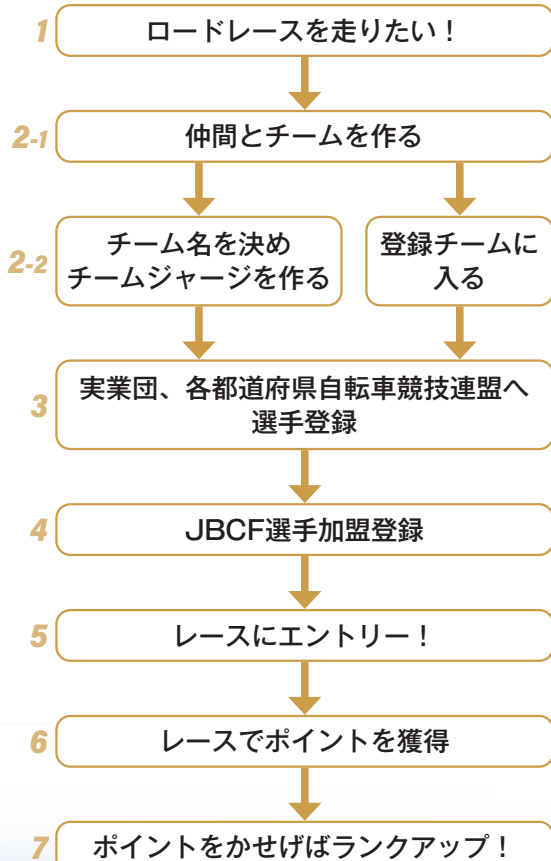 1 ロードレースを走りたい！
2-1 仲間とチームを作る
2-2 チーム名を決め
チームジャージを作る
登録チームに
入る
3 実業団、各都道府県自転車競技連盟へ
選手登録
4 JBCF選手加盟登録
5 レースにエントリー！
6 レースでポイントを獲得
7 ポイントをかせげばランクアップ！